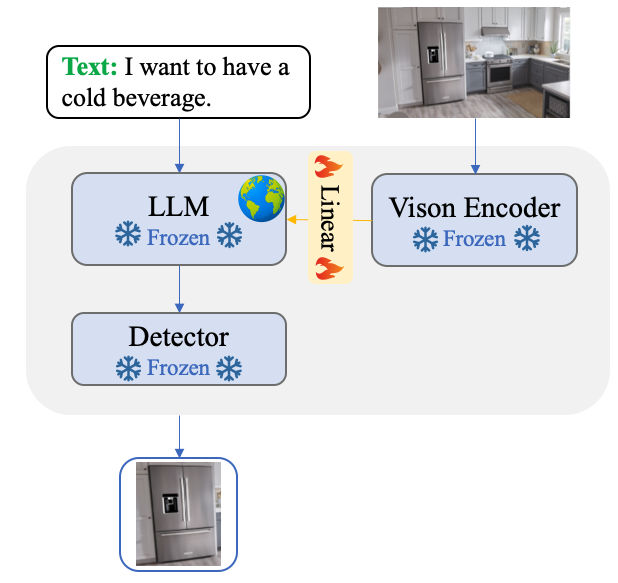 Text: I want to have a
cold beverage.
LLM
Frozen
Linear
Vison Encoder
Frozen
Detector
Frozen